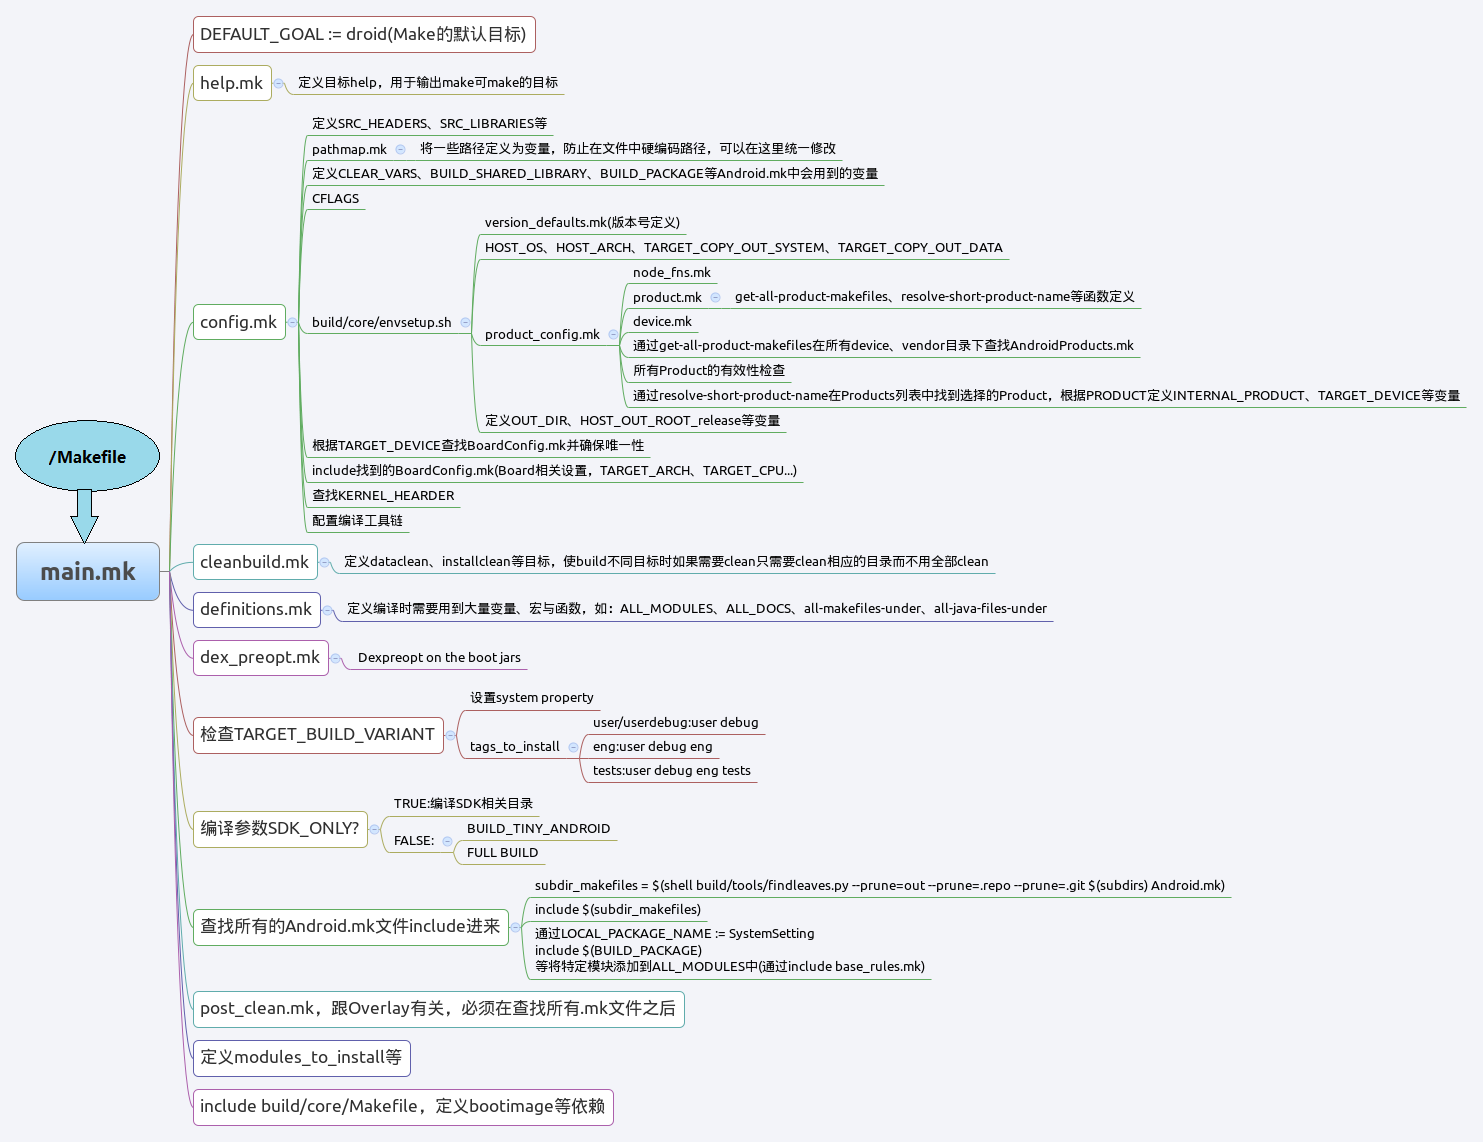 DEFAULT_GOAL := droid(Make的默认目标)
help.mk
定义目标help，用于输出make可make的目标
定义SRC_HEADERS、SRC_LIBRARIES等
pathmap.mk
将一些路径定义为变量，防止在文件中硬编码路径，可以在这里统一修改
定义CLEAR_VARS、BUILD_SHARED_LIBRARY、BUILD_PACKAGE等Android.mk中会用到的变量
CFLAGS
config.mk
build/core/envsetup.sh
version_defaults.mk(版本号定义)
HOST_OS、HOST_ARCH、TARGET_COPY_OUT_SYSTEM、TARGET_COPY_OUT_DATA
product_config.mk
node_fns.mk
product.mk
get-all-product-makefiles、resolve-short-product-name等函数定义
device.mk
通过get-all-product-makefiles在所有device、vendor目录下查找AndroidProducts.mk
所有Product的有效性检查
通过resolve-short-product-name在Products列表中找到选择的Product，根据PRODUCT定义INTERNAL_PRODUCT、TARGET_DEVICE等变量
定义OUT_DIR、HOST_OUT_ROOT_release等变量
根据TARGET_DEVICE查找BoardConfig.mk并确保唯一性
include找到的BoardConfig.mk(Board相关设置，TARGET_ARCH、TARGET_CPU...)
查找KERNEL_HEARDER
配置编译工具链
/Makefile
main.mk
cleanbuild.mk
定义dataclean、installclean等目标，使build不同目标时如果需要clean只需要clean相应的目录而不用全部clean
definitions.mk
定义编译时需要用到大量变量、宏与函数，如：ALL_MODULES、ALL_DOCS、all-makefiles-under、all-java-files-under
dex_preopt.mk
Dexpreopt on the boot jars
检查TARGET_BUILD_VARIANT
设置system property
tags_to_install
user/userdebug:user debug
eng:user debug eng
tests:user debug eng tests
编译参数SDK_ONLY?
TRUE:编译SDK相关目录
FALSE:
BUILD_TINY_ANDROID
FULL BUILD
查找所有的Android.mk文件include进来
subdir_makefiles = $(shell build/tools/findleaves.py --prune=out --prune=.repo --prune=.git $(subdirs) Android.mk)
include $(subdir_makefiles)
通过LOCAL_PACKAGE_NAME := SystemSetting
include $(BUILD_PACKAGE)
等将特定模块添加到ALL_MODULES中(通过include base_rules.mk)
post_clean.mk，跟Overlay有关，必须在查找所有.mk文件之后
定义modules_to_install等
include build/core/Makefile，定义bootimage等依赖